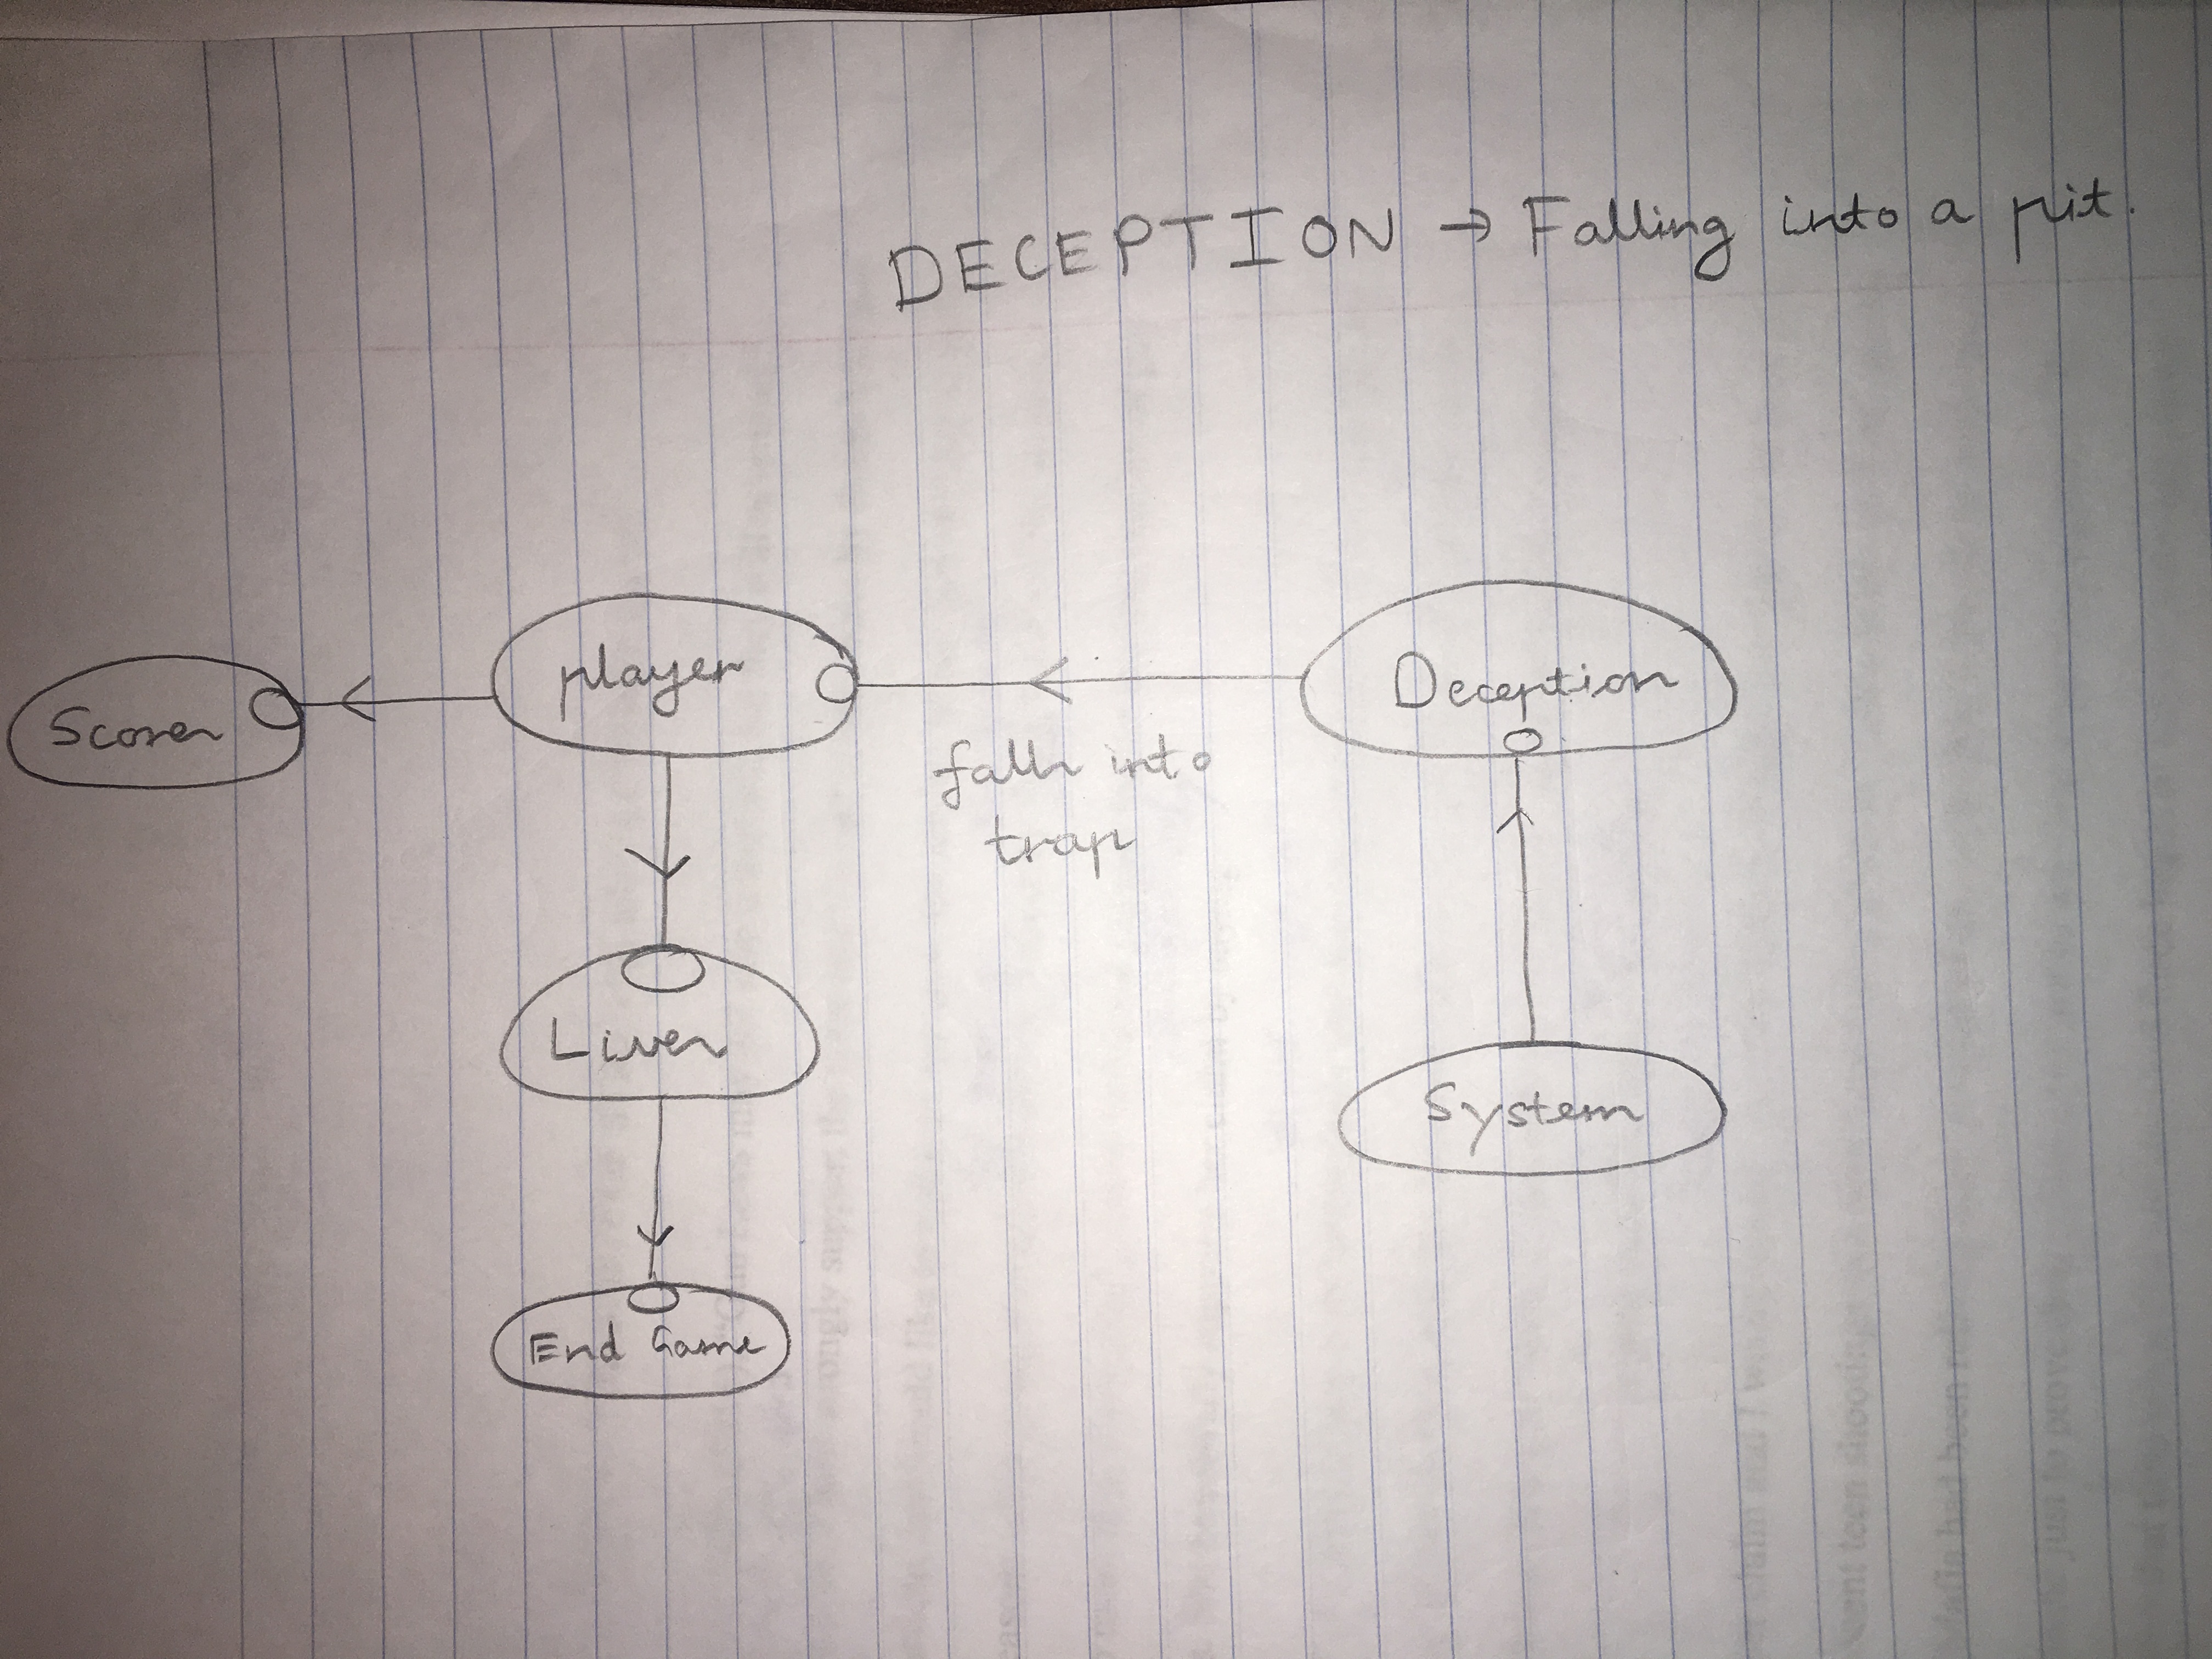 DECEPTION → Falling into a pit.
player
Deception
Scores
falls into
trap
Lives
System
End Game